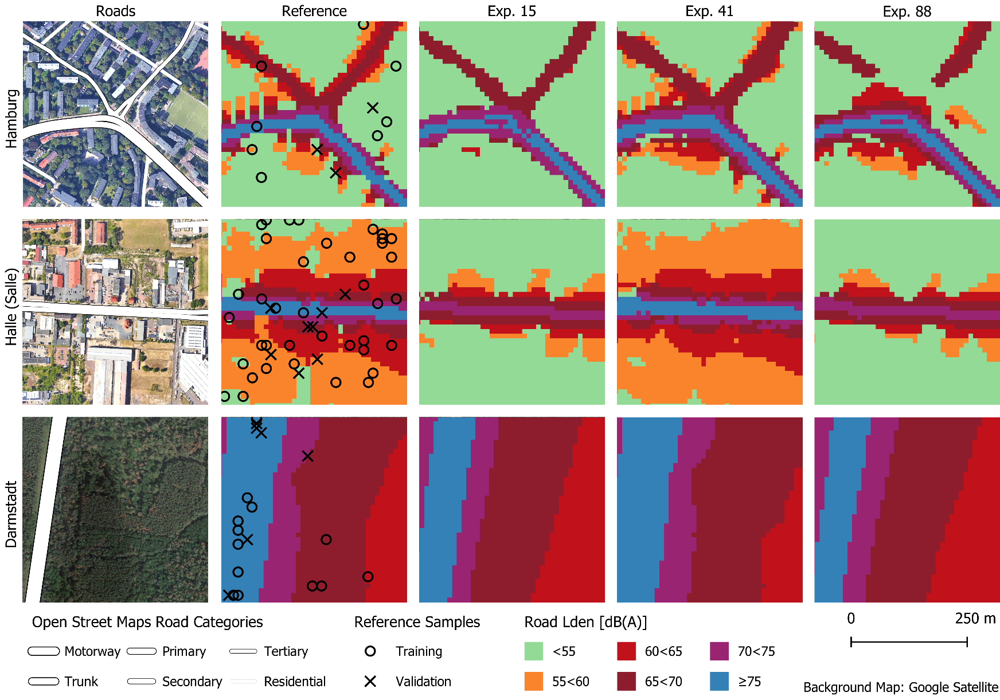 Roads Reference Exp. 15 Exp. 41 Exp. 88
Hamburg
Halle (Salle)
Darmstadt
Open Street Maps Road Categories Reference Samples Road Lden [dB(A)] 0 250 m
Motorway Primary Tertiary Training <55 60<65 70<75
Trunk Secondary Residential Validation 55<60 65<70 ≥75
Background Map: Google Satellite